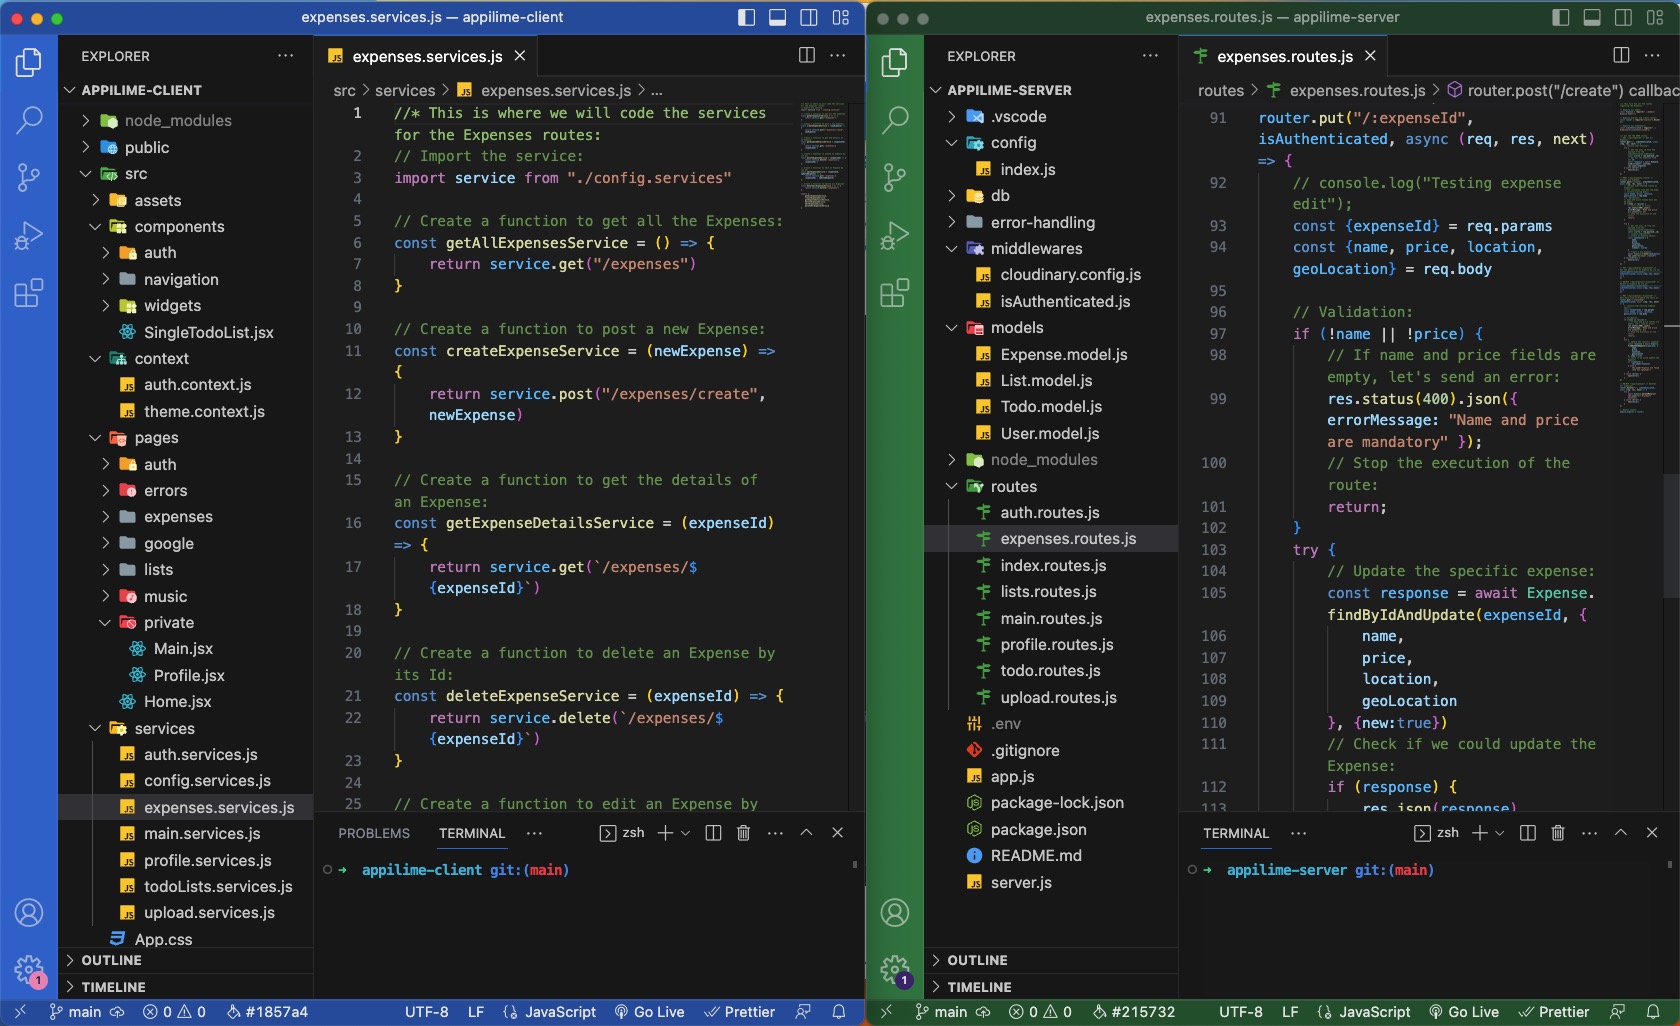 expenses.services.js — appilime-client
EXPLORER
APPILIME-CLIENT
node_modules
public
src
assets
components
auth
navigation
widgets
SingleTodoList.jsx
context
auth.context.js
theme.context.js
pages
auth
errors
expenses
google
lists
music
private
Main.jsx
Profile.jsx
Home.jsx
services
auth.services.js
config.services.js
expenses.services.js
main.services.js
profile.services.js
todoLists.services.js
upload.services.js
App.css
OUTLINE
TIMELINE
expenses.services.js
src > services > expenses.services.js > ...
1 //* This is where we will code the services
for the Expenses routes:
2 // Import the service:
3 import service from "./config.services"
4
5 // Create a function to get all the Expenses:
6 const getAllExpensesService = () => {
7 return service.get("/expenses")
8 }
9
10 // Create a function to post a new Expense:
11 const createExpenseService = (newExpense) =>
{
12 return service.post("/expenses/create",
newExpense)
13 }
14
15 // Create a function to get the details of
an Expense:
16 const getExpenseDetailsService = (expenseId)
=> {
17 return service.get(`/expenses/$
{expenseId}`)
18 }
19
20 // Create a function to delete an Expense by
its Id:
21 const deleteExpenseService = (expenseId) => {
22 return service.delete(`/expenses/$
{expenseId}`)
23 }
24
25 // Create a function to edit an Expense by
PROBLEMS TERMINAL ... zsh
appilime-client git:(main)
main 0 0 #1857a4 UTF-8 LF {} JavaScript Go Live Prettier
1
expenses.routes.js — appilime-server
EXPLORER
APPILIME-SERVER
.vscode
config
index.js
db
error-handling
middlewares
cloudinary.config.js
isAuthenticated.js
models
Expense.model.js
List.model.js
Todo.model.js
User.model.js
node_modules
routes
auth.routes.js
expenses.routes.js
index.routes.js
lists.routes.js
main.routes.js
profile.routes.js
todo.routes.js
upload.routes.js
.env
.gitignore
app.js
package-lock.json
package.json
README.md
server.js
OUTLINE
TIMELINE
expenses.routes.js
routes > expenses.routes.js > router.post("/create") callbac
91 router.put("/:expenseId",
isAuthenticated, async (req, res, next)
=> {
92 // console.log("Testing expense
edit");
93 const {expenseId} = req.params
94 const {name, price, location,
geoLocation} = req.body
95
96 // Validation:
97 if (!name || !price) {
98 // If name and price fields are
empty, let's send an error:
99 res.status(400).json({
errorMessage: "Name and price
are mandatory" });
100 // Stop the execution of the
route:
101 return;
102 }
103 try {
104 // Update the specific expense:
105 const response = await Expense.
findByIdAndUpdate(expenseId, {
106 name,
107 price,
108 location,
109 geoLocation
110 }, {new:true})
111 // Check if we could update the
Expense:
112 if (response) {
113 res.json(response)
TERMINAL ... zsh
appilime-server git:(main)
main 0 0 #215732 UTF-8 LF {} JavaScript Go Live Prettier
1